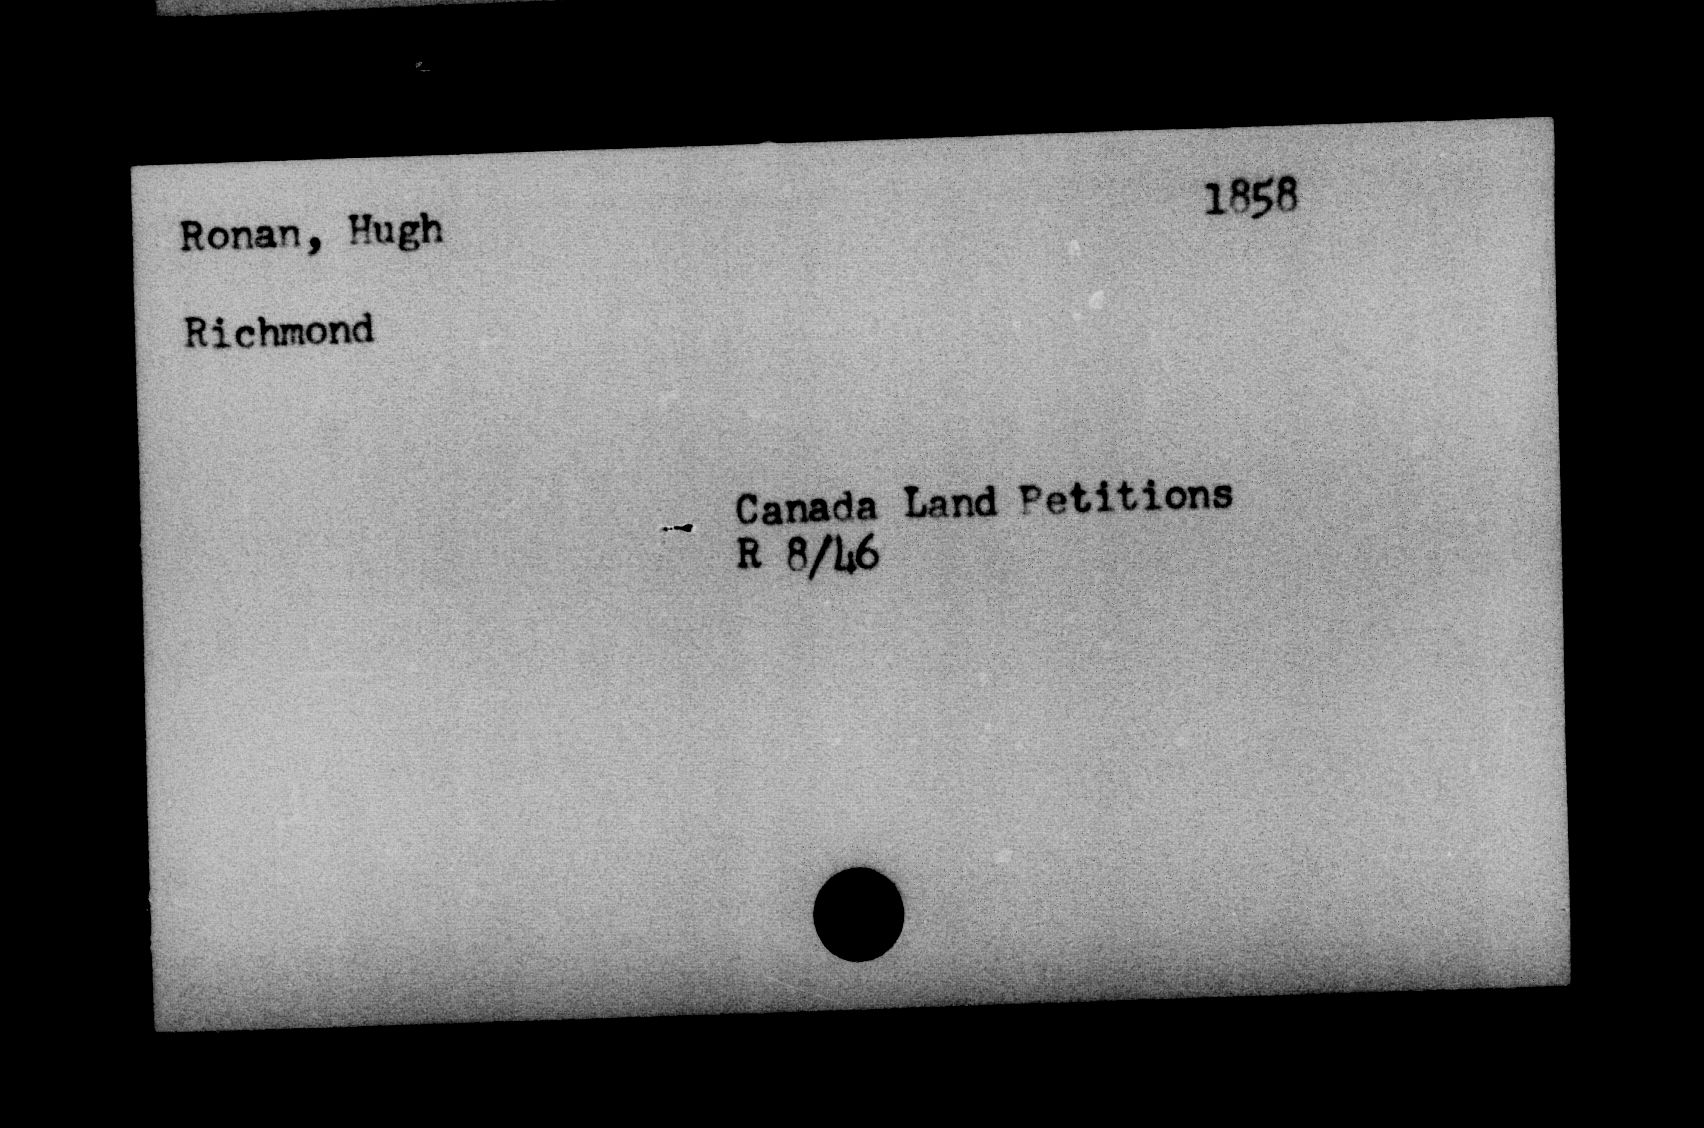 Ronan, Hugh 1858
Richmond
Canada Land Petitions
R 8/46